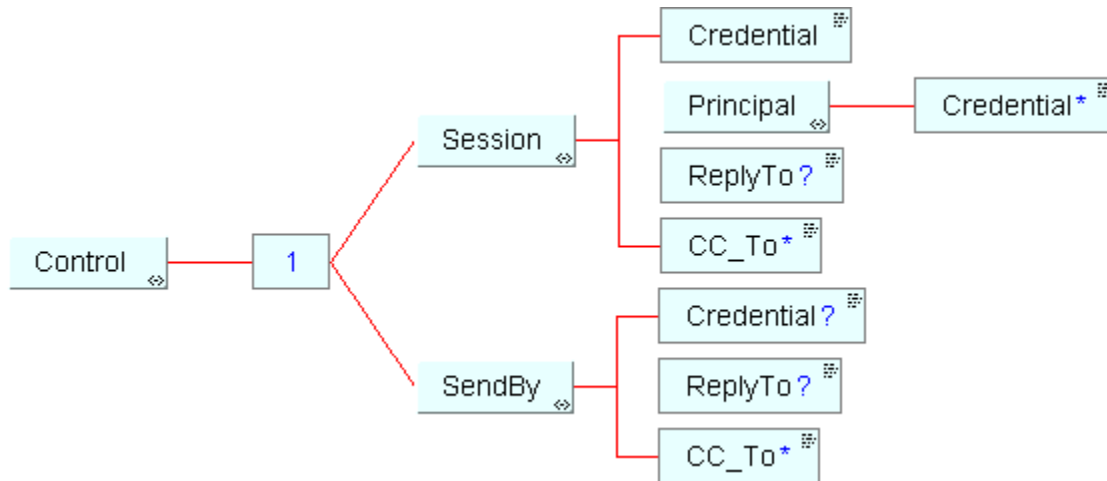 Credential
Principal
Credential*
Session
ReplyTo?
CC_To*
Control
1
Credential?
SendBy
ReplyTo?
CC_To*